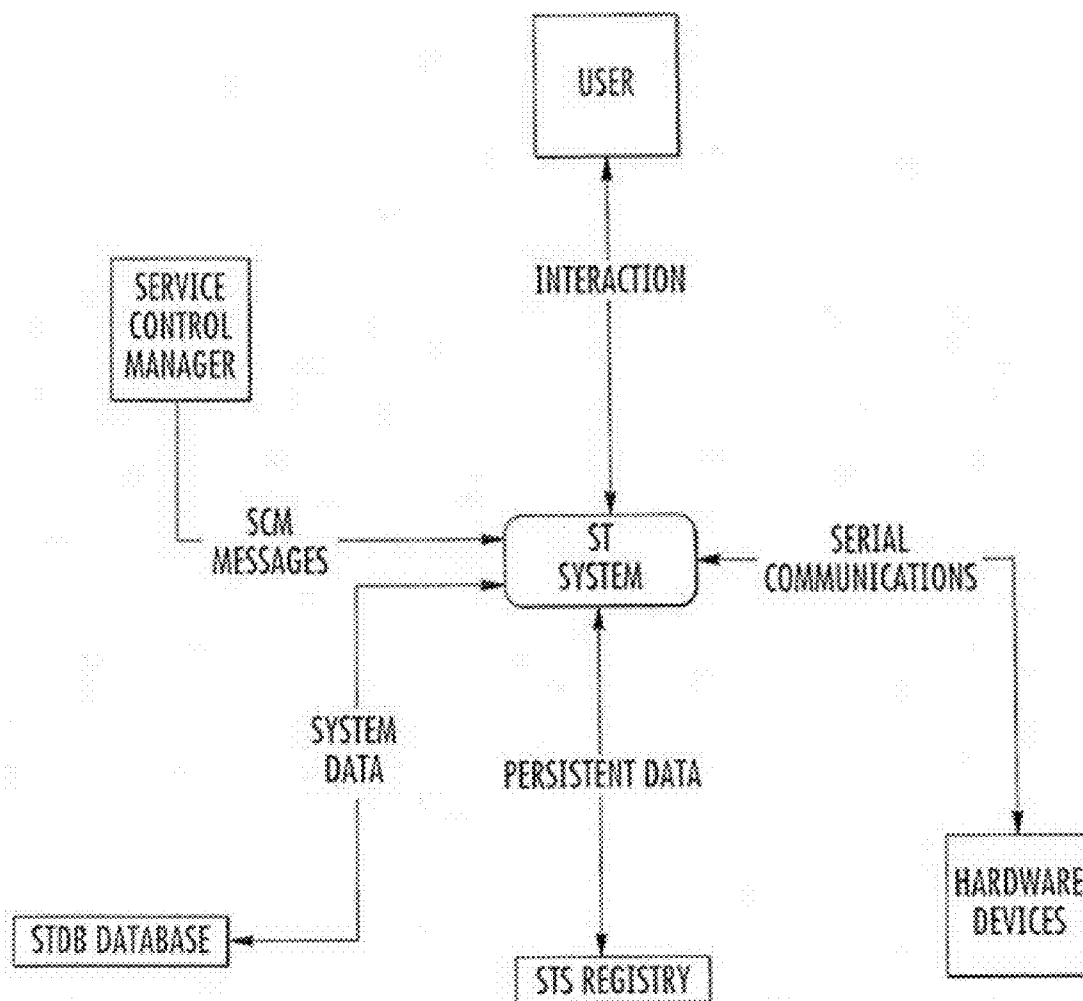 USER
INTERACTION
SERVICE
CONTROL
MANAGER
SCM
MESSAGES
ST
SYSTEM
SERIAL
COMMUNICATIONS
SYSTEM
DATA
PERSISTENT DATA
HARDWARE
DEVICES
STDB DATABASE
STS REGISTRY